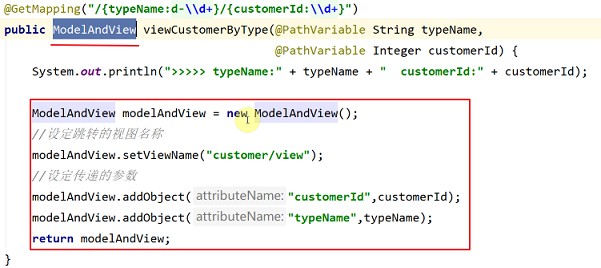 @GetMapping("/{typeName:d-\\d+}/{customerId:\\d+}")
public ModelAndView viewCustomerByType(@PathVariable String typeName,
@PathVariable Integer customerId) {
System.out.println(">>>>> typeName:" + typeName + "  customerId:" + customerId);
ModelAndView modelAndView = new ModelAndView();
//设定跳转的视图名称
modelAndView.setViewName("customer/view");
//设定传递的参数
modelAndView.addObject( attributeName: "customerId",customerId);
modelAndView.addObject( attributeName: "typeName",typeName);
return modelAndView;
}